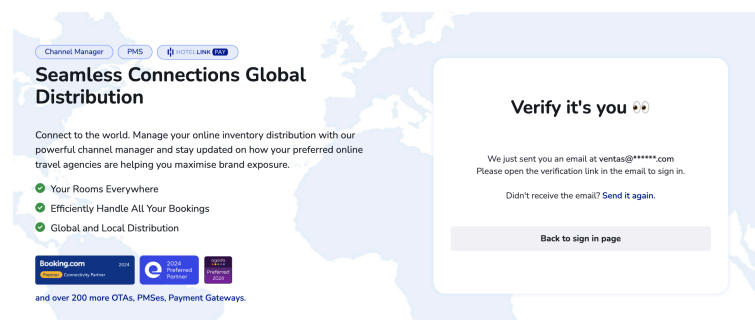 Channel Manager
PMS
HOTELLINK PAY
Seamless Connections Global
Distribution
Connect to the world. Manage your online inventory distribution with our
powerful channel manager and stay updated on how your preferred online
travel agencies are helping you maximise brand exposure.
Your Rooms Everywhere
Efficiently Handle All Your Bookings
Global and Local Distribution
Booking.com 2024
Premier Connectivity Partner
2024
Preferred
Partner
agoda
Preferred
2024
and over 200 more OTAs, PMSes, Payment Gateways.
Verify it's you 👀
We just sent you an email at ventas@******.com
Please open the verification link in the email to sign in.
Didn't receive the email? Send it again.
Back to sign in page